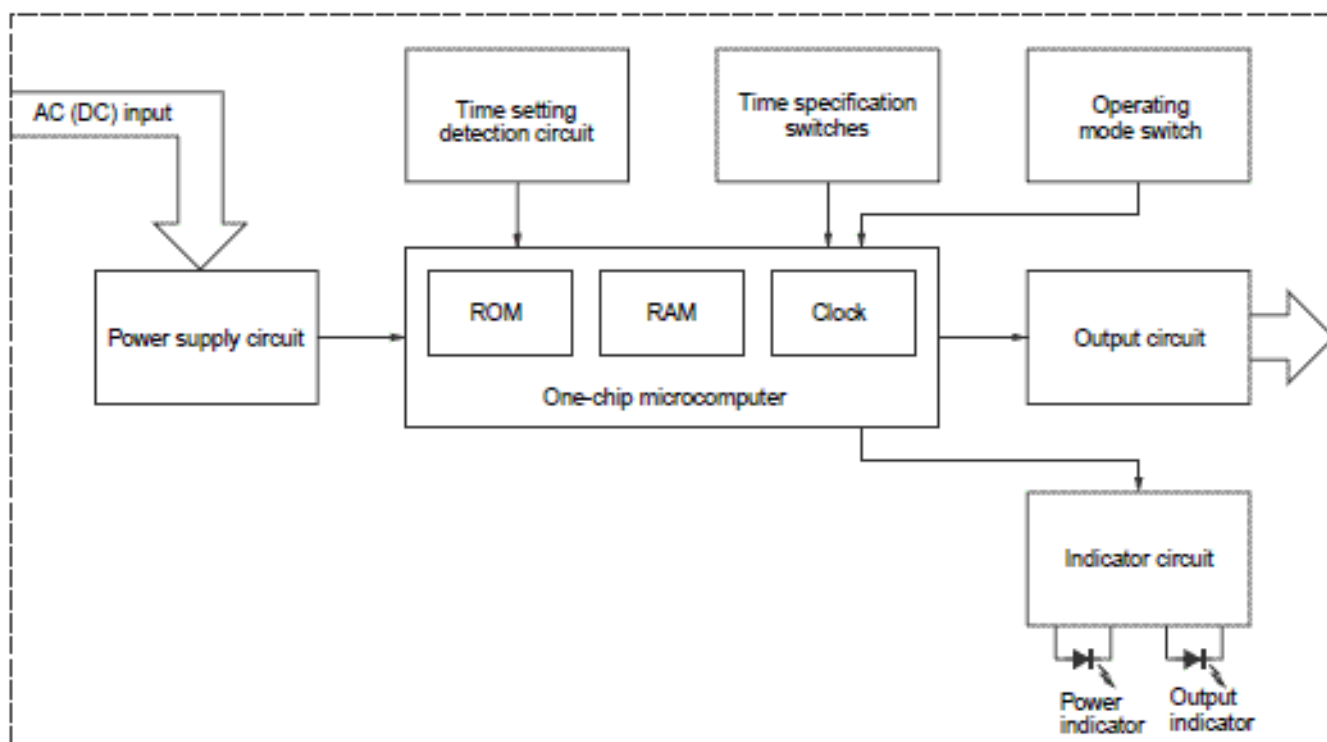 AC (DC) input
Time setting
detection circuit
Time specification
switches
Operating
mode switch
Power supply circuit
ROM
RAM
Clock
One-chip microcomputer
Output circuit
Indicator circuit
Power
indicator
Output
indicator